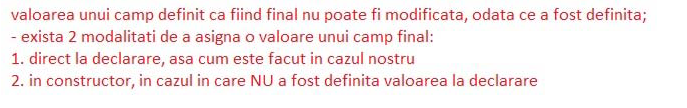 valoarea unui camp definit ca fiind final nu poate fi modificata, odata ce a fost definita;
- exista 2 modalitati de a asigna o valoare unui camp final:
1. direct la declarare, asa cum este facut in cazul nostru
2. in constructor, in cazul in care NU a fost definita valoarea la declarare